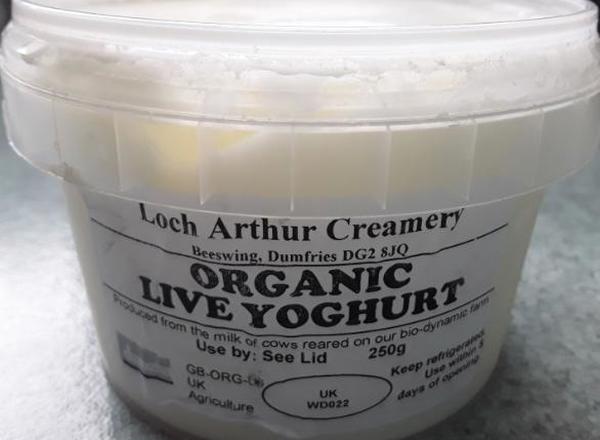 Loch Arthur Creamery
Beeswing, Dumfries DG2 8JQ
ORGANIC
LIVE YOGHURT
Produced from the milk of cows reared on our bio-dynamic farm
Use by: See Lid 250g
Keep refrigerated.
Use within 5
days of opening
UK
Agriculture
UK
WD022